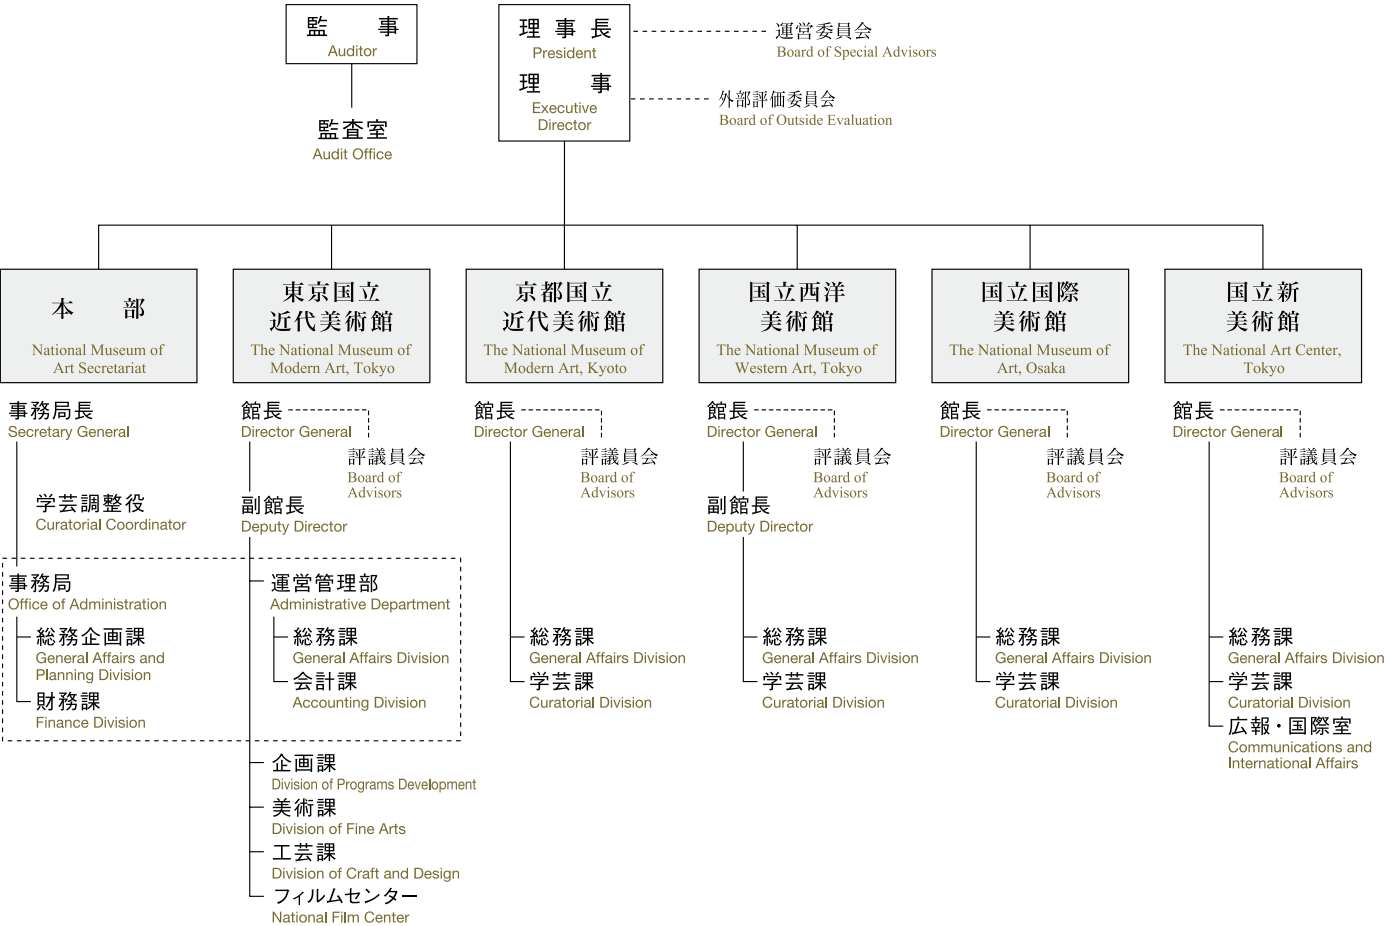 監 事
Auditor
監査室
Audit Office
理 事 長
President
理 事
Executive
Director
運営委員会
Board of Special Advisors
外部評価委員会
Board of Outside Evaluation
本 部
National Museum of
Art Secretariat
事務局長
Secretary General
学芸調整役
Curatorial Coordinator
事務局
Office of Administration
総務企画課
General Affairs and
Planning Division
財務課
Finance Division
東京国立
近代美術館
The National Museum of
Modern Art, Tokyo
館長
Director General
評議員会
Board of
Advisors
副館長
Deputy Director
運営管理部
Administrative Department
総務課
General Affairs Division
会計課
Accounting Division
企画課
Division of Programs Development
美術課
Division of Fine Arts
工芸課
Division of Craft and Design
フィルムセンター
National Film Center
京都国立
近代美術館
The National Museum of
Modern Art, Kyoto
館長
Director General
評議員会
Board of
Advisors
総務課
General Affairs Division
学芸課
Curatorial Division
国立西洋
美術館
The National Museum of
Western Art, Tokyo
館長
Director General
評議員会
Board of
Advisors
副館長
Deputy Director
総務課
General Affairs Division
学芸課
Curatorial Division
国立国際
美術館
The National Museum of
Art, Osaka
館長
Director General
評議員会
Board of
Advisors
総務課
General Affairs Division
学芸課
Curatorial Division
国立新
美術館
The National Art Center,
Tokyo
館長
Director General
評議員会
Board of
Advisors
総務課
General Affairs Division
学芸課
Curatorial Division
広報・国際室
Communications and
International Affairs